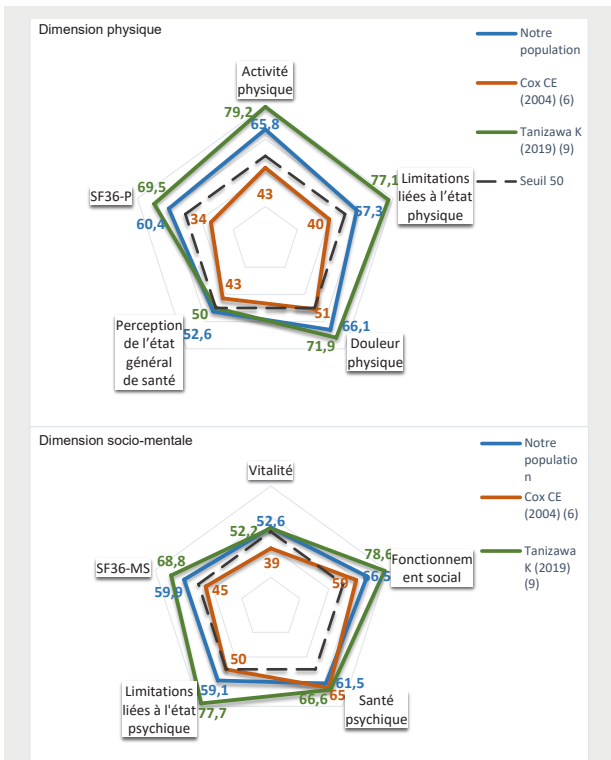 Dimension physique
Notre
population
Cox CE
(2004) (6)
Tanizawa K
(2019) (9)
Seuil 50
Activité
physique
79,2
65,8
43
Limitations
liées à l’état
physique
77,1
57,3
40
SF36-P
69,5
60,4
34
43
50
52,6
51
66,1
71,9
Perception
de l’état
général
de santé
Douleur
physique
Dimension socio-mentale
Notre
populatio
n
Cox CE
(2004) (6)
Tanizawa
K (2019)
(9)
Vitalité
52,6
52,2
39
Fonctionnem
ent social
78,6
66,5
59
SF36-MS
68,8
59,9
45
50
59,1
77,7
61,5
65
66,6
Limitations
liées à l'état
psychique
Santé
psychique